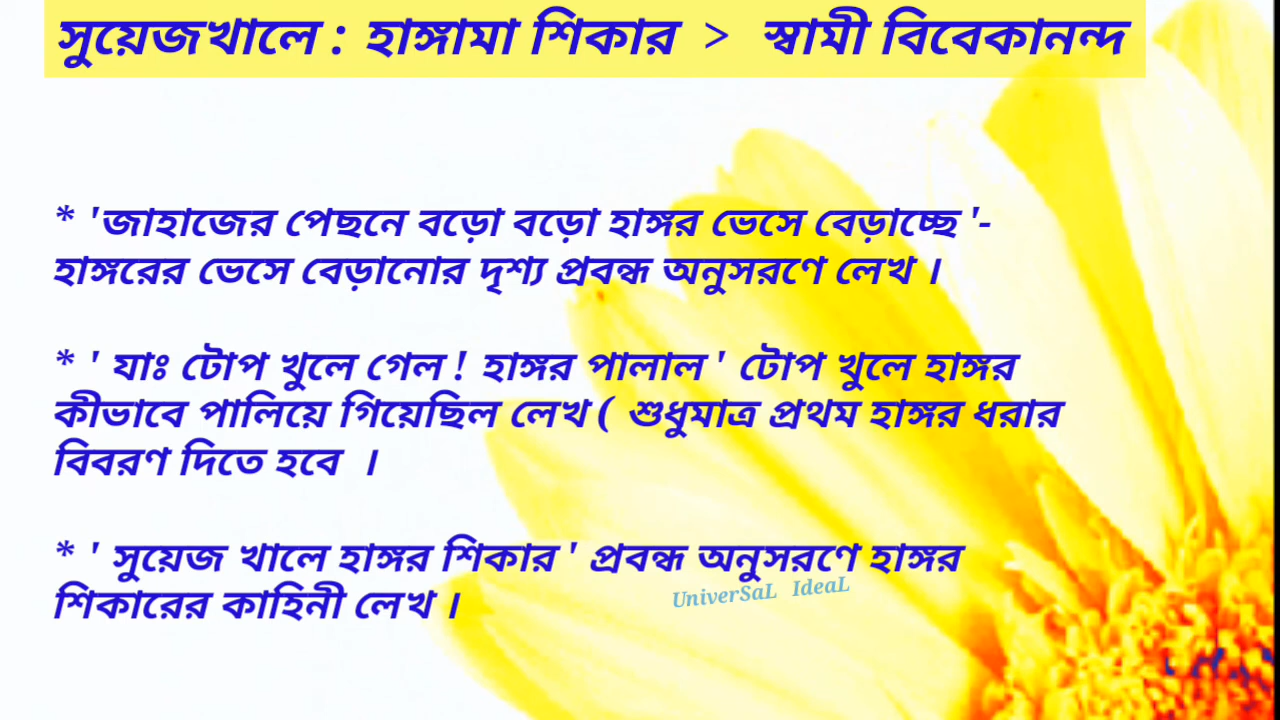 সুয়েজখালে : হাঙ্গামা শিকার > স্বামী বিবেকানন্দ
* 'জাহাজের পেছনে বড়ো বড়ো হাঙ্গর ভেসে বেড়াচ্ছে '-
হাঙ্গরের ভেসে বেড়ানোর দৃশ্য প্রবন্ধ অনুসরণে লেখ ।
* ' যাঃ টোপ খুলে গেল ! হাঙ্গর পালাল ' টোপ খুলে হাঙ্গর
কীভাবে পালিয়ে গিয়েছিল লেখ ( শুধুমাত্র প্রথম হাঙ্গর ধরার
বিবরণ দিতে হবে ।
* ' সুয়েজ খালে হাঙ্গর শিকার ' প্রবন্ধ অনুসরণে হাঙ্গর
শিকারের কাহিনী লেখ ।
UniverSaL IdeaL